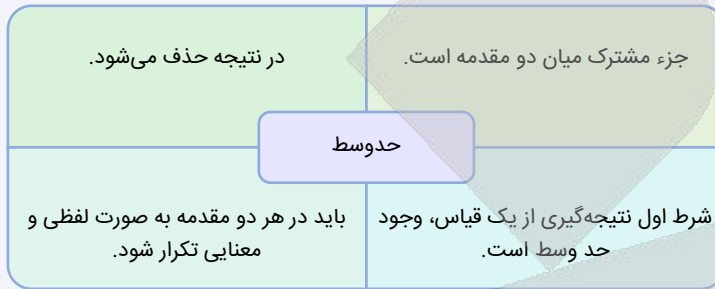 جزء مشترک میان دو مقدمه است.
در نتیجه حذف می‌شود.
حدوسط
شرط اول نتیجه‌گیری از یک قیاس، وجود
حد وسط است.
باید در هر دو مقدمه به صورت لفظی و
معنایی تکرار شود.